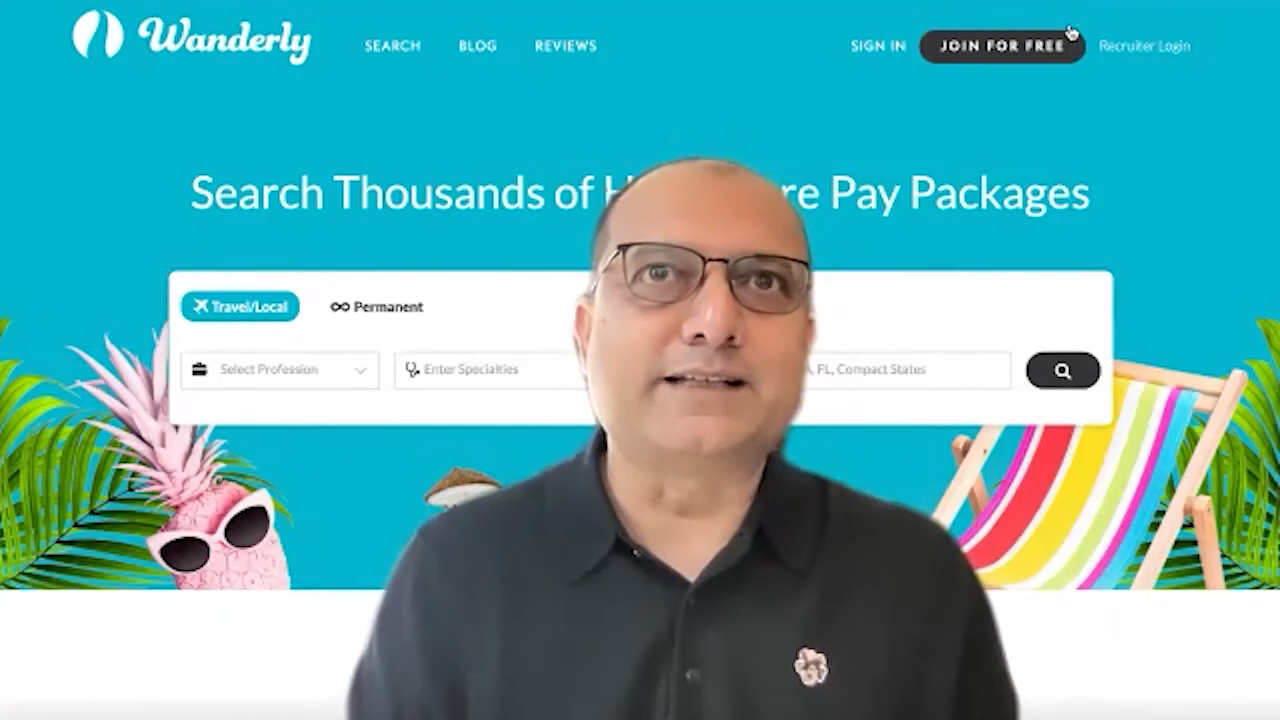 Wanderly
SEARCH BLOG REVIEWS
SIGN IN JOIN FOR FREE Recruiter Login
Search Thousands of Pay Packages
Travel/Local Permanent
Select Profession Enter Specialties FL, Compact States